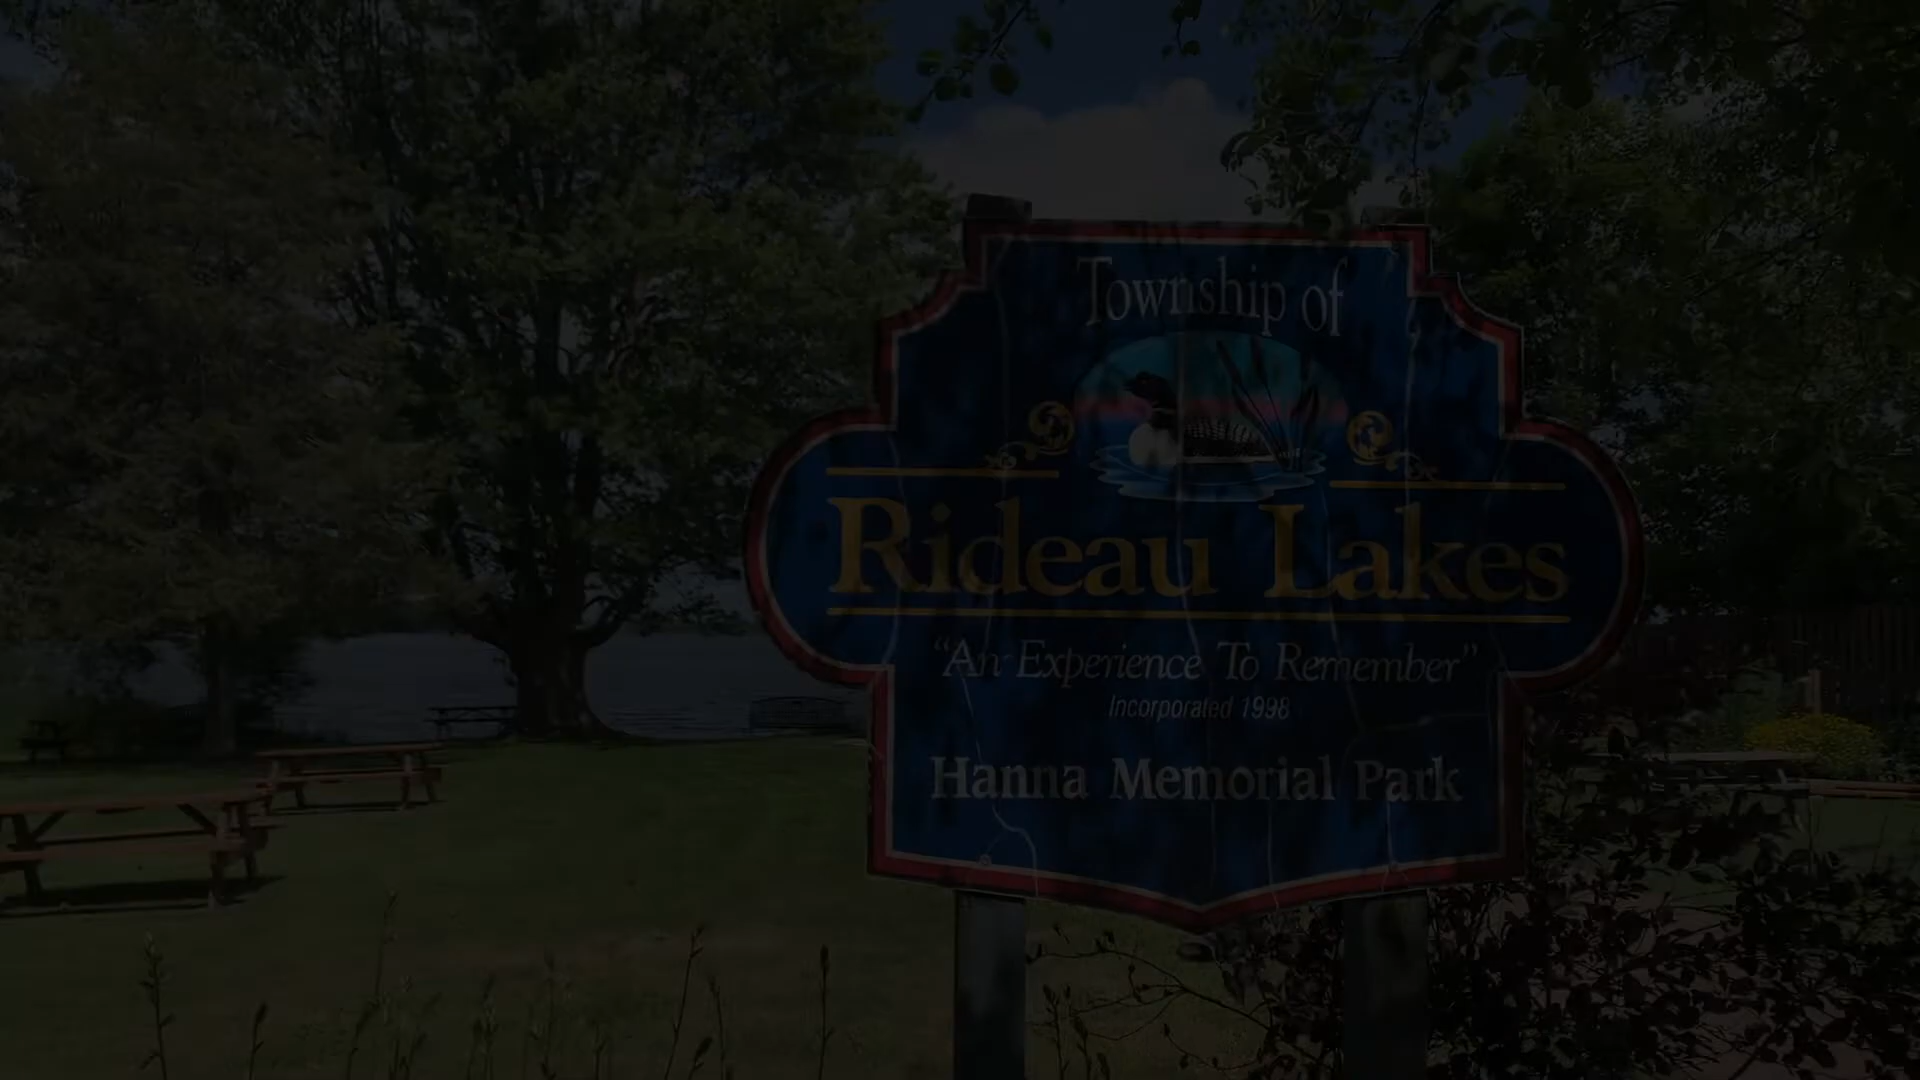 Township of
Rideau Lakes
"An Experience To Remember"
Incorporated 1998
Hanna Memorial Park